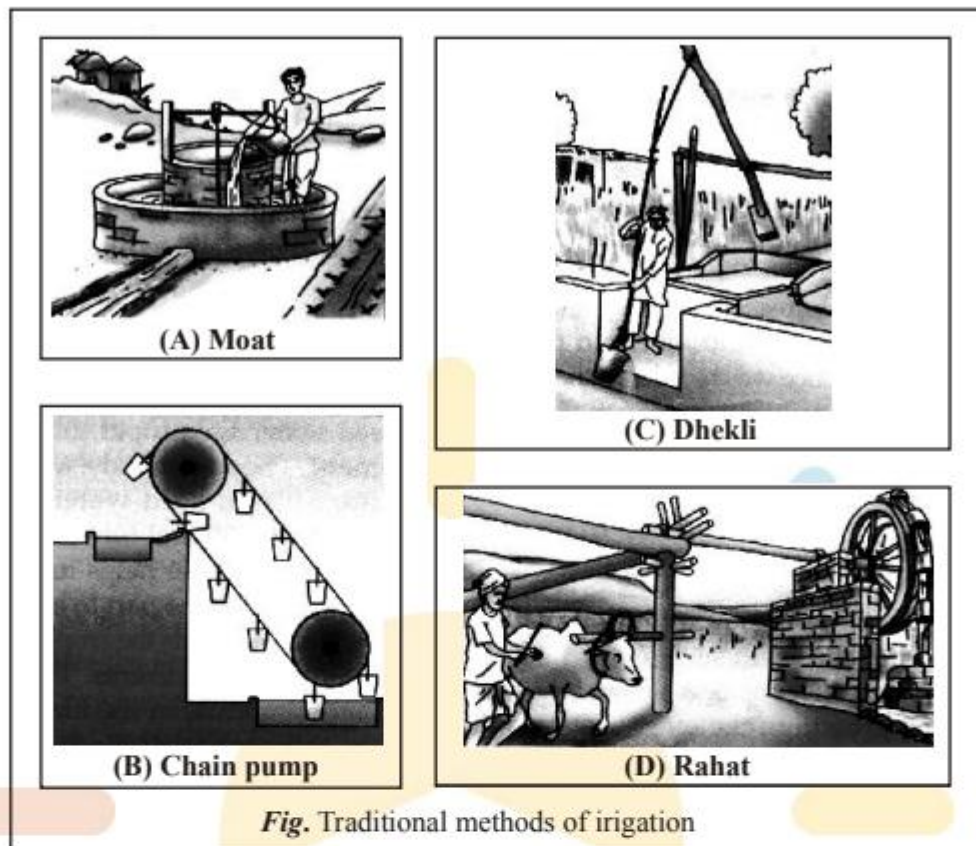 (A) Moat
(C) Dhekli
(B) Chain pump
(D) Rahat
Fig. Traditional methods of irigation